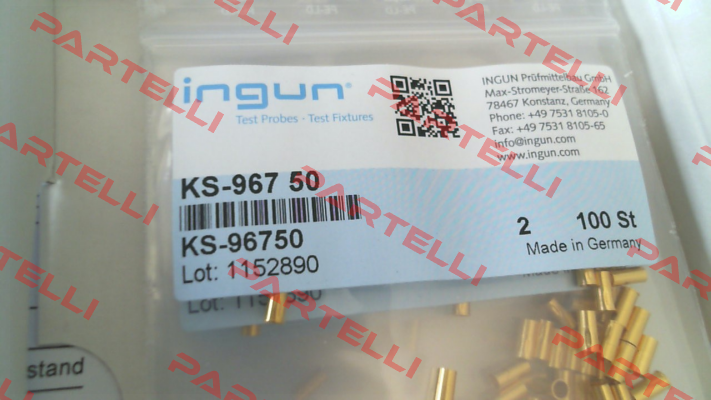 PARTELLI
ingun
Test Probes · Test Fixtures
INGUN Prüfmittelbau GmbH
Max-Stromeyer-Straße 162
78467 Konstanz, Germany
Phone: +49 7531 8105-0
Fax: +49 7531 8105-65
info@ingun.com
www.ingun.com
KS-967 50
KS-96750
2 100 St
Lot: 1152890
Made in Germany
Lot:
stand
PARTELLI
PARTELLI
PARTELLI
PARTELLI
PARTELLI